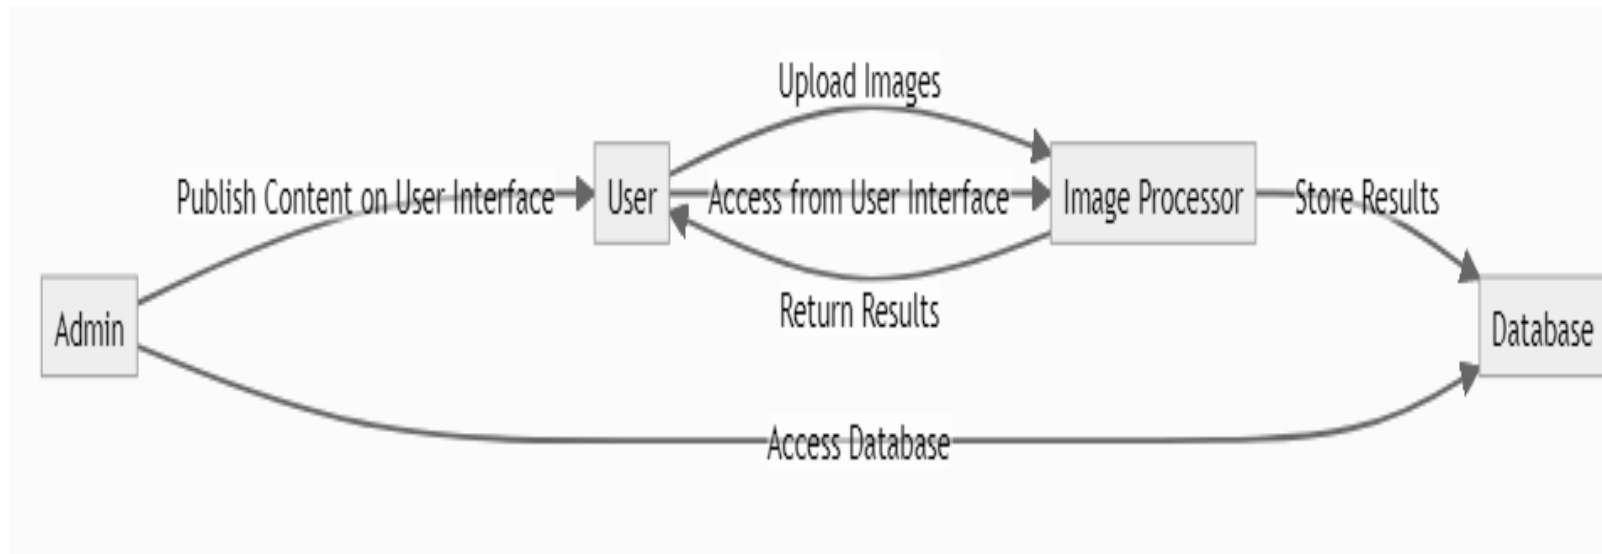 Upload Images
Publish Content on User Interface
User
Access from User Interface
Image Processor
Store Results
Return Results
Admin
Database
Access Database